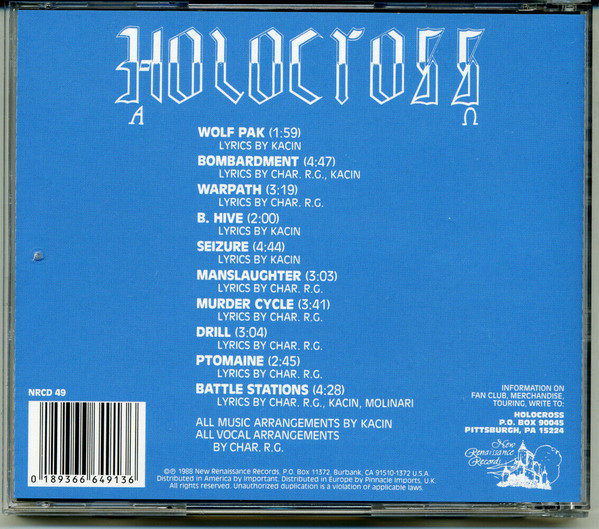 HOLOCROSS
A Ω
WOLF PAK (1:59)
LYRICS BY KACIN
BOMBARDMENT (4:47)
LYRICS BY CHAR. R.G., KACIN
WARPATH (3:19)
LYRICS BY CHAR. R.G.
B. HIVE (2:00)
LYRICS BY KACIN
SEIZURE (4:44)
LYRICS BY KACIN
MANSLAUGHTER (3:03)
LYRICS BY CHAR. R.G.
MURDER CYCLE (3:41)
LYRICS BY CHAR. R.G.
DRILL (3:04)
LYRICS BY CHAR. R.G.
PTOMAINE (2:45)
LYRICS BY CHAR. R.G.
BATTLE STATIONS (4:28)
LYRICS BY CHAR. R.G., KACIN, MOLINARI
ALL MUSIC ARRANGEMENTS BY KACIN
ALL VOCAL ARRANGEMENTS
BY CHAR. R.G.
NRCD 49
0 189366 649136
INFORMATION ON
FAN CLUB, MERCHANDISE,
TOURING, WRITE TO:
HOLOCROSS
P.O. BOX 90045
PITTSBURGH, PA 15224
New
Renaissance
Records
©℗ 1988 New Renaissance Records, P.O. Box 11372, Burbank, CA 91510-1372 U.S.A.
Distributed in America by Important. Distributed in Europe by Pinnacle Imports, U.K
All rights reserved. Unauthorized duplication is a violation of applicable laws.